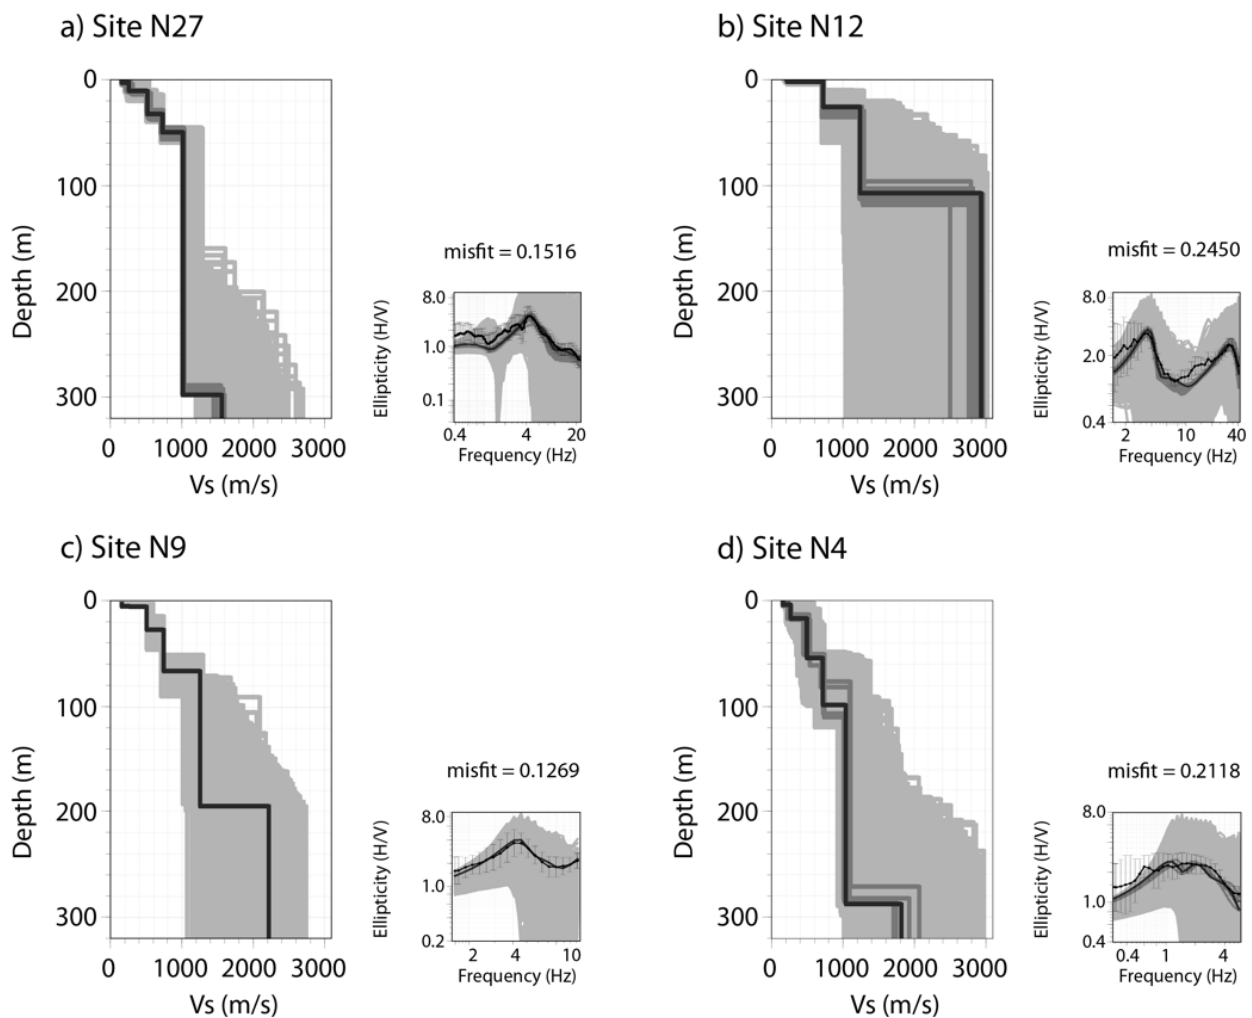 a) Site N27
0
100
200
300
Depth (m)
0 1000 2000 3000
Vs (m/s)
misfit = 0.1516
Ellipticity (H/V)
8.0
1.0
0.1
0.4 4 20
Frequency (Hz)
b) Site N12
0
100
200
300
Depth (m)
0 1000 2000 3000
Vs (m/s)
misfit = 0.2450
Ellipticity (H/V)
8.0
2.0
0.4
2 10 40
Frequency (Hz)
c) Site N9
0
100
200
300
Depth (m)
0 1000 2000 3000
Vs (m/s)
misfit = 0.1269
Ellipticity (H/V)
8.0
1.0
0.2
2 4 10
Frequency (Hz)
d) Site N4
0
100
200
300
Depth (m)
0 1000 2000 3000
Vs (m/s)
misfit = 0.2118
Ellipticity (H/V)
8.0
1.0
0.4
0.4 1 4
Frequency (Hz)